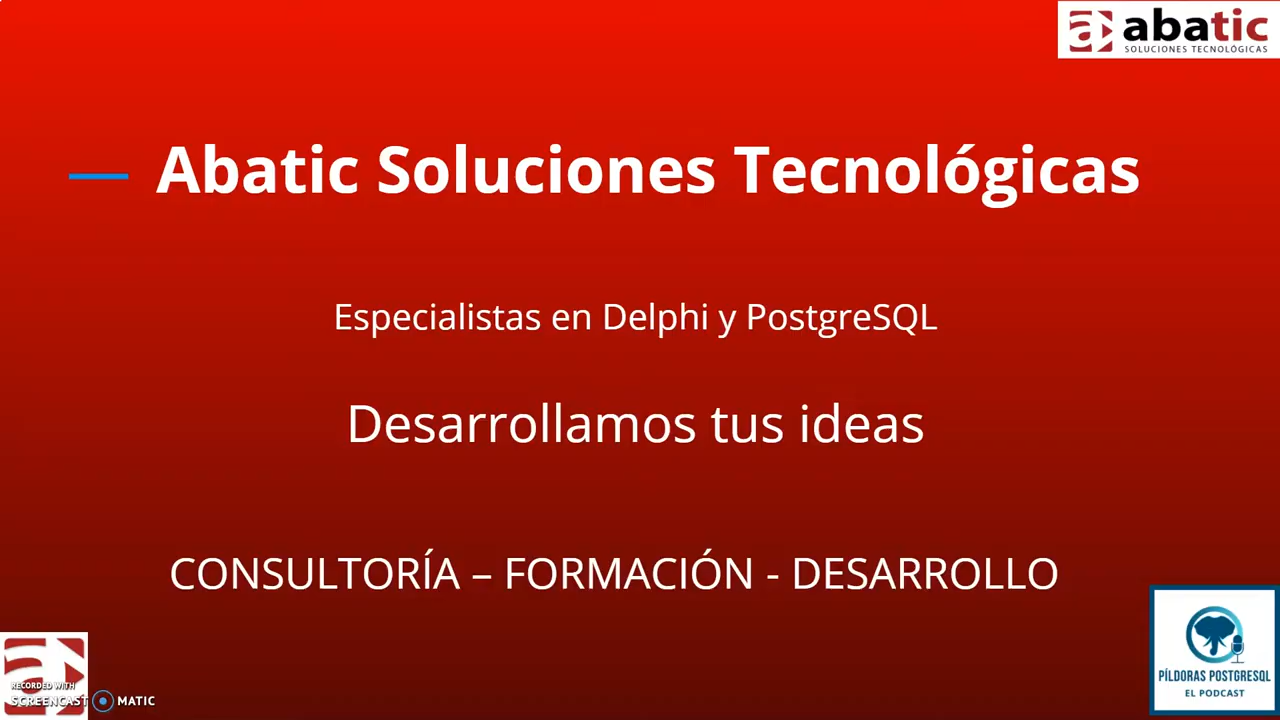 abatic
SOLUCIONES TECNOLÓGICAS
Abatic Soluciones Tecnológicas
Especialistas en Delphi y PostgreSQL
Desarrollamos tus ideas
CONSULTORÍA – FORMACIÓN - DESARROLLO
PÍLDORAS POSTGRESQL
EL PODCAST
RECORDED WITH
SCREENCAST MATIC